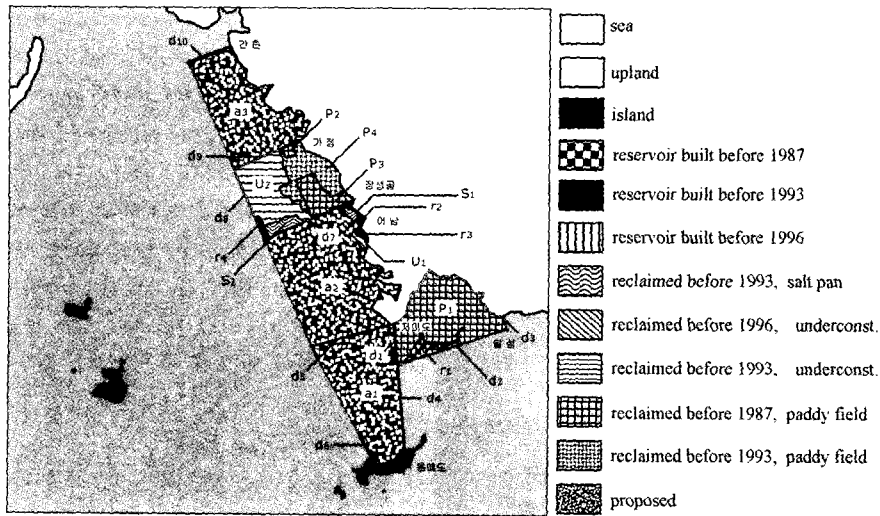 d10
간촌
a3
P2
가정
P4
d9
P3
U2
장성골
S1
r2
d8
d7
어남
r3
r4
S2
U1
a2
P1
d3
d5
d1
r1
d2
a1
d4
d6
용매도
sea
upland
island
reservoir built before 1987
reservoir built before 1993
reservoir built before 1996
reclaimed before 1993, salt pan
reclaimed before 1996, underconst.
reclaimed before 1993, underconst.
reclaimed before 1987, paddy field
reclaimed before 1993, paddy field
proposed